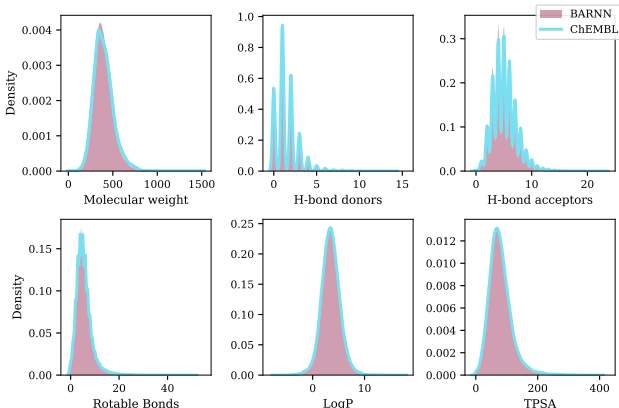 BARNN
ChEMBL
Density
0.004
0.003
0.002
0.001
0.000
0 500 1000 1500
Molecular weight
1.0
0.8
0.6
0.4
0.2
0.0
0 5 10 15
H-bond donors
0.3
0.2
0.1
0.0
0 10 20
H-bond acceptors
Density
0.15
0.10
0.05
0.00
0 20 40
Rotable Bonds
0.25
0.20
0.15
0.10
0.05
0.00
0 10
LogP
0.012
0.010
0.008
0.006
0.004
0.002
0.000
0 200 400
TPSA